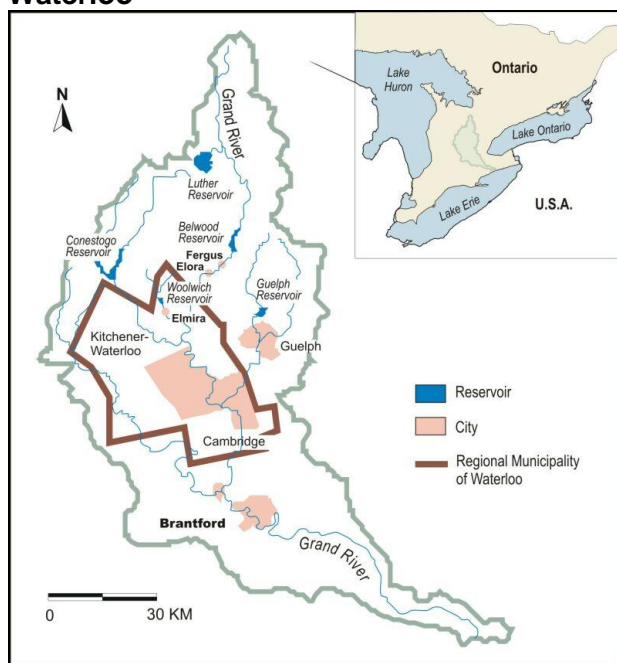 Waterloo
N
Grand River
Luther
Reservoir
Belwood
Reservoir
Conestogo
Reservoir
Fergus
Elora
Woolwich
Reservoir
Guelph
Reservoir
Elmira
Kitchener-
Waterloo
Guelph
Cambridge
Brantford
Grand River
0 30 KM
Lake
Huron
Ontario
Lake Ontario
Lake Erie
U.S.A.
Reservoir
City
Regional Municipality
of Waterloo